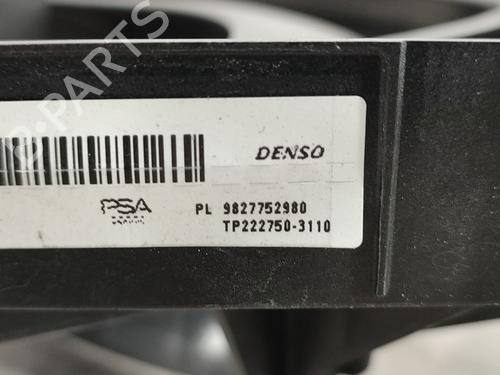 B-PARTS
DENSO
PSA
PL 9827752980
TP222750-3110